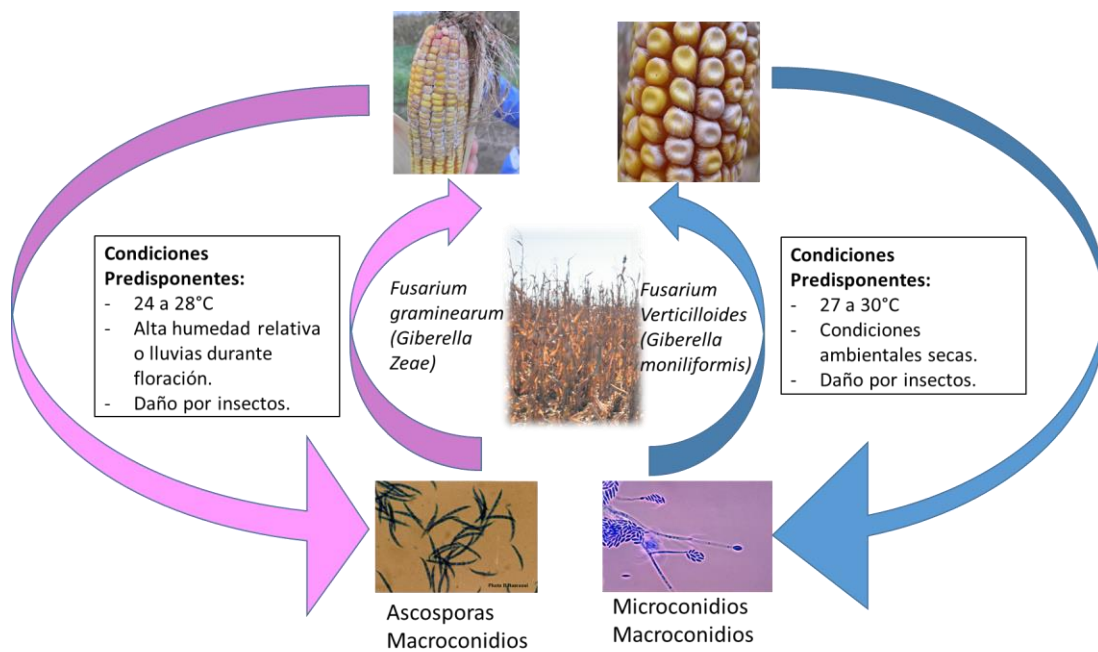 Condiciones
Predisponentes:
- 24 a 28°C
- Alta humedad relativa
o lluvias durante
floración.
- Daño por insectos.
Fusarium
graminearum
(Giberella
Zeae)
Fusarium
Verticilloides
(Giberella
moniliformis)
Condiciones
Predisponentes:
- 27 a 30°C
- Condiciones
ambientales secas.
- Daño por insectos.
Ascosporas
Macroconidios
Microconidios
Macroconidios